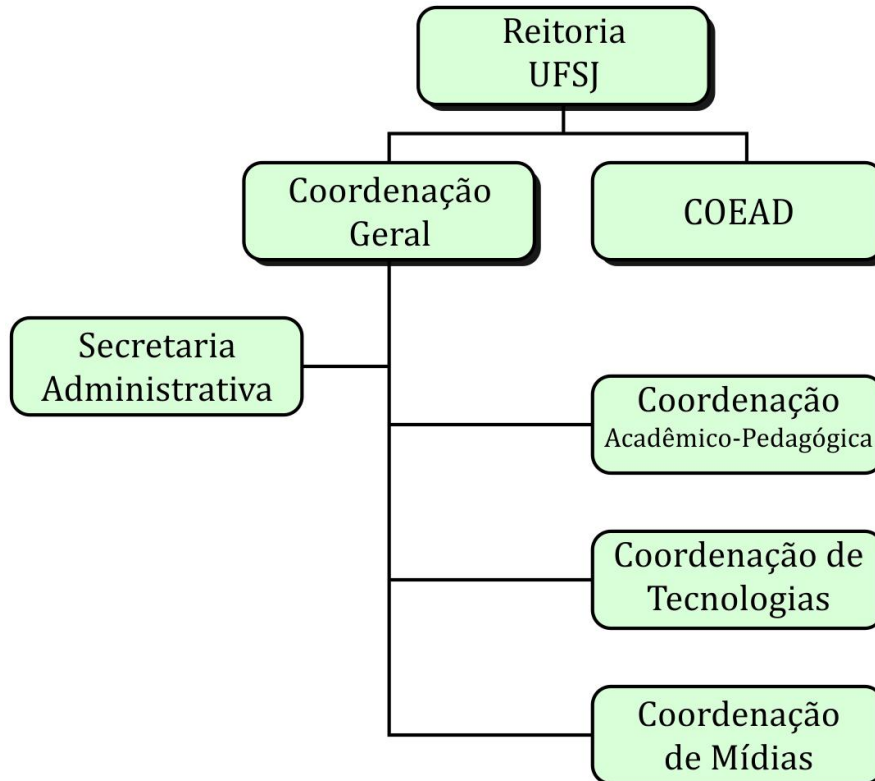 Reitoria
UFSJ
Coordenação
Geral
COEAD
Secretaria
Administrativa
Coordenação
Acadêmico-Pedagógica
Coordenação de
Tecnologias
Coordenação
de Mídias